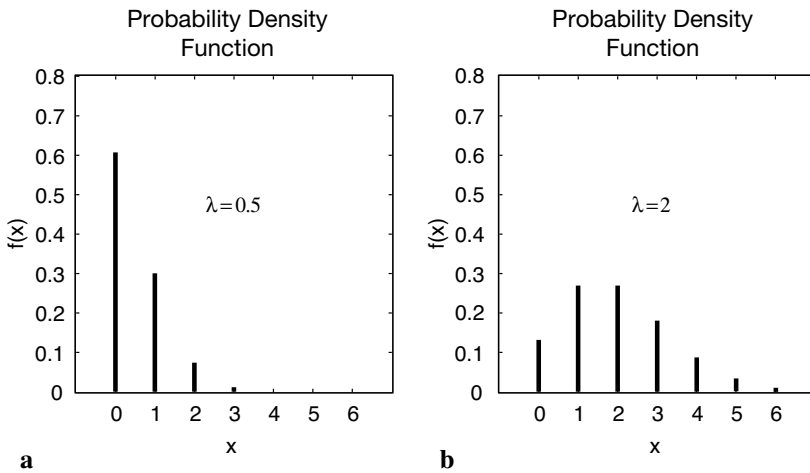 Probability Density
Function
0.8
0.7
0.6
0.5
0.4
0.3
0.2
0.1
0
f(x)
λ=0.5
0 1 2 3 4 5 6
x
a
Probability Density
Function
0.8
0.7
0.6
0.5
0.4
0.3
0.2
0.1
0
f(x)
λ=2
0 1 2 3 4 5 6
x
b